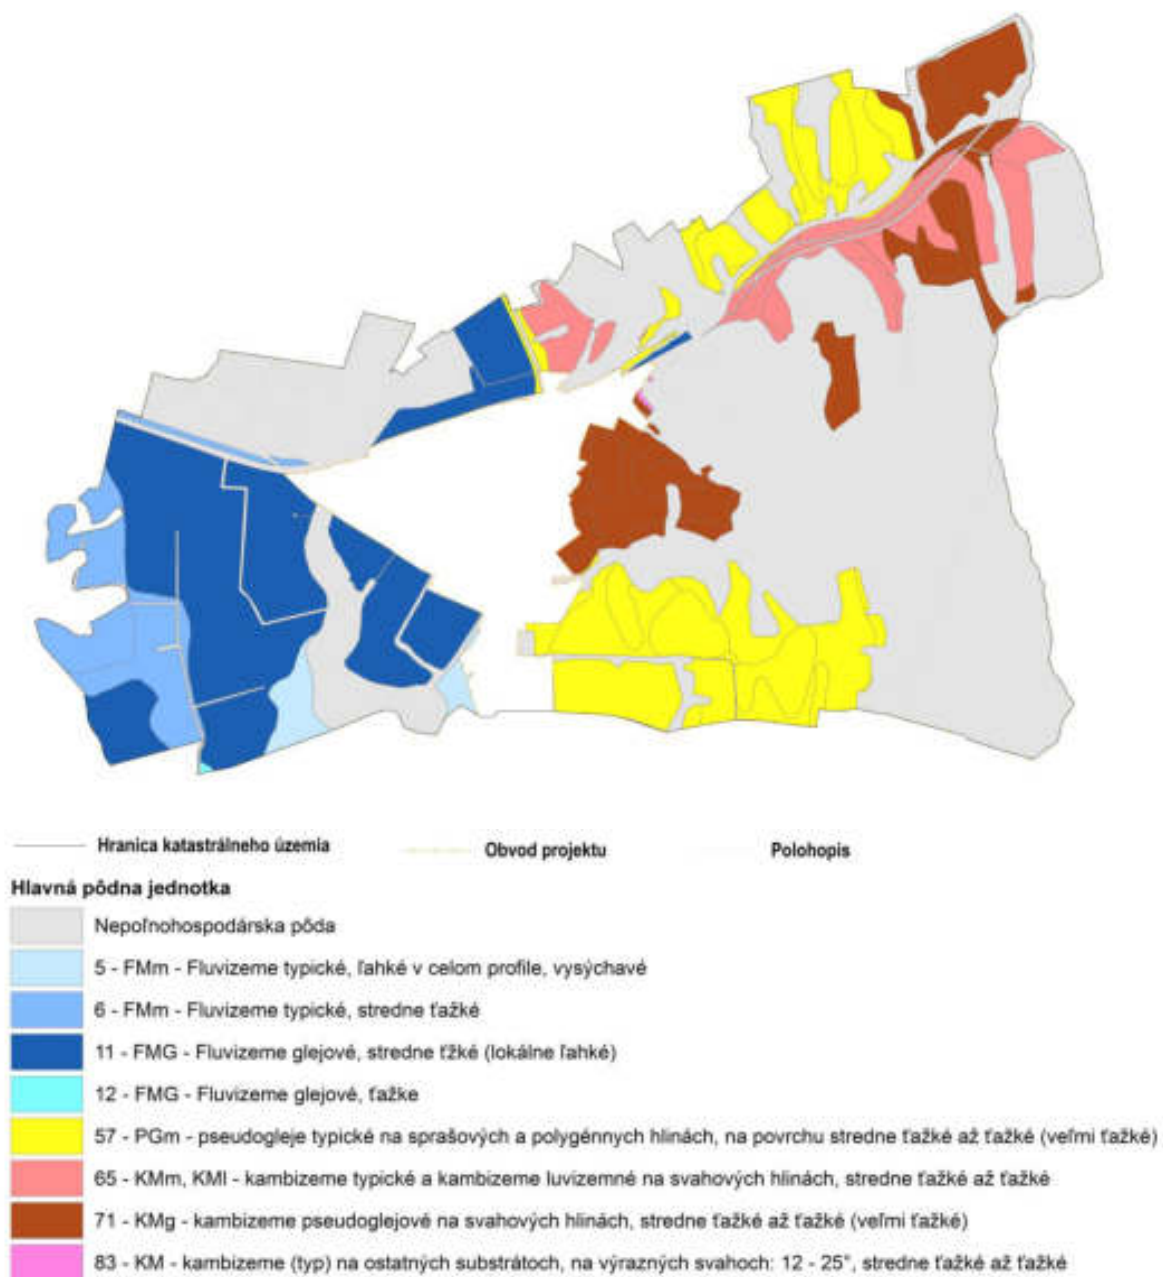 Hranica katastrálneho územia
Obvod projektu
Polohopis
Hlavná pôdna jednotka
Nepoľnohospodárska pôda
5 - FMm - Fluvizeme typické, ľahké v celom profile, vysýchavé
6 - FMm - Fluvizeme typické, stredne ťažké
11 - FMG - Fluvizeme glejové, stredne ťžké (lokálne ľahké)
12 - FMG - Fluvizeme glejové, ťažke
57 - PGm - pseudogleje typické na sprašových a polygénnych hlinách, na povrchu stredne ťažké až ťažké (veľmi ťažké)
65 - KMm, KMl - kambizeme typické a kambizeme luvizemné na svahových hlinách, stredne ťažké až ťažké
71 - KMg - kambizeme pseudoglejové na svahových hlinách, stredne ťažké až ťažké (veľmi ťažké)
83 - KM - kambizeme (typ) na ostatných substrátoch, na výrazných svahoch: 12 - 25°, stredne ťažké až ťažké